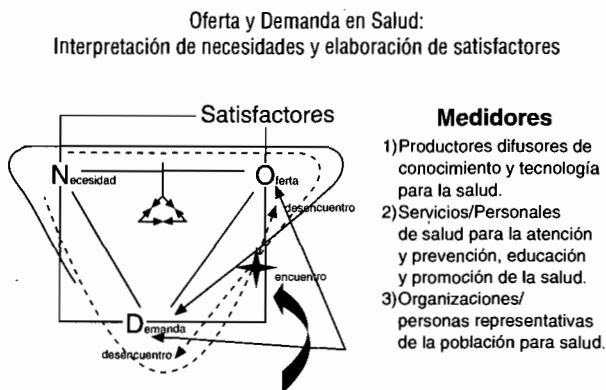 Oferta y Demanda en Salud:
Interpretación de necesidades y elaboración de satisfactores
Satisfactores
Necesidad
Oferta
desencuentro
encuentro
Demanda
desencuentro
Medidores
1)Productores difusores de
conocimiento y tecnología
para la salud.
2)Servicios/Personales
de salud para la atención
y prevención, educación
y promoción de la salud.
3)Organizaciones/
personas representativas
de la población para salud.